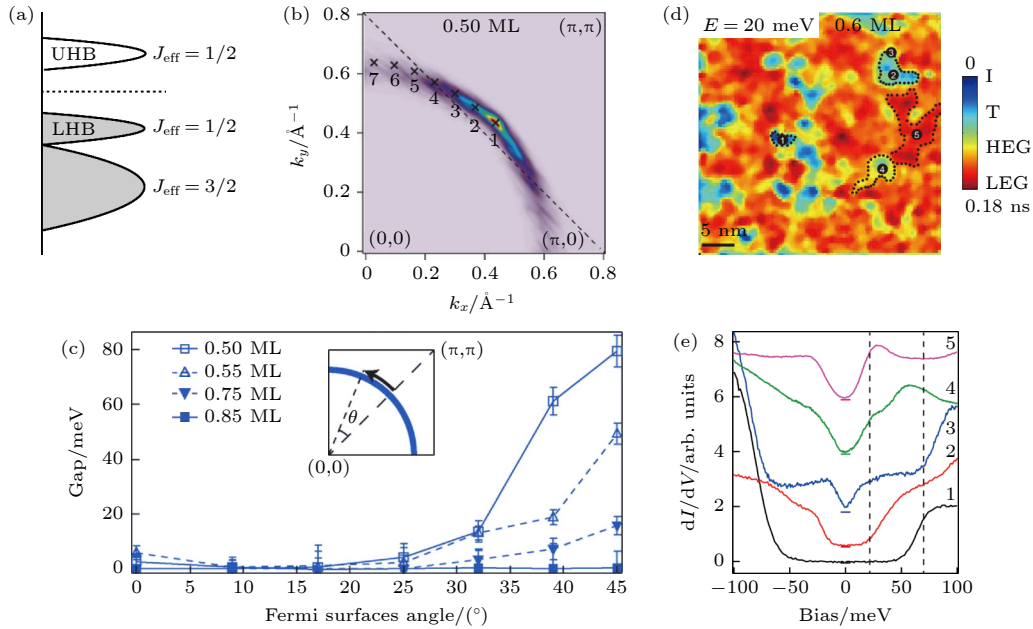 (a)
UHB
J_eff = 1/2
LHB
J_eff = 1/2
J_eff = 3/2
(b)
0.50 ML
(π,π)
0.8
0.6
0.4
0.2
0
k_y/Å⁻¹
7 6 5 4 3 2 1
(0,0)
(π,0)
0 0.2 0.4 0.6 0.8
k_x/Å⁻¹
(d)
E = 20 meV
0.6 ML
3
2
1
5
4
5 nm
0
I
T
HEG
LEG
0.18 ns
(c)
0.50 ML
0.55 ML
0.75 ML
0.85 ML
(π,π)
θ
(0,0)
80
60
40
20
0
Gap/meV
0 5 10 15 20 25 30 35 40 45
Fermi surfaces angle/(°)
(e)
8
6
4
2
0
dI/dV/arb. units
5
4
3
2
1
−100 −50 0 50 100
Bias/meV